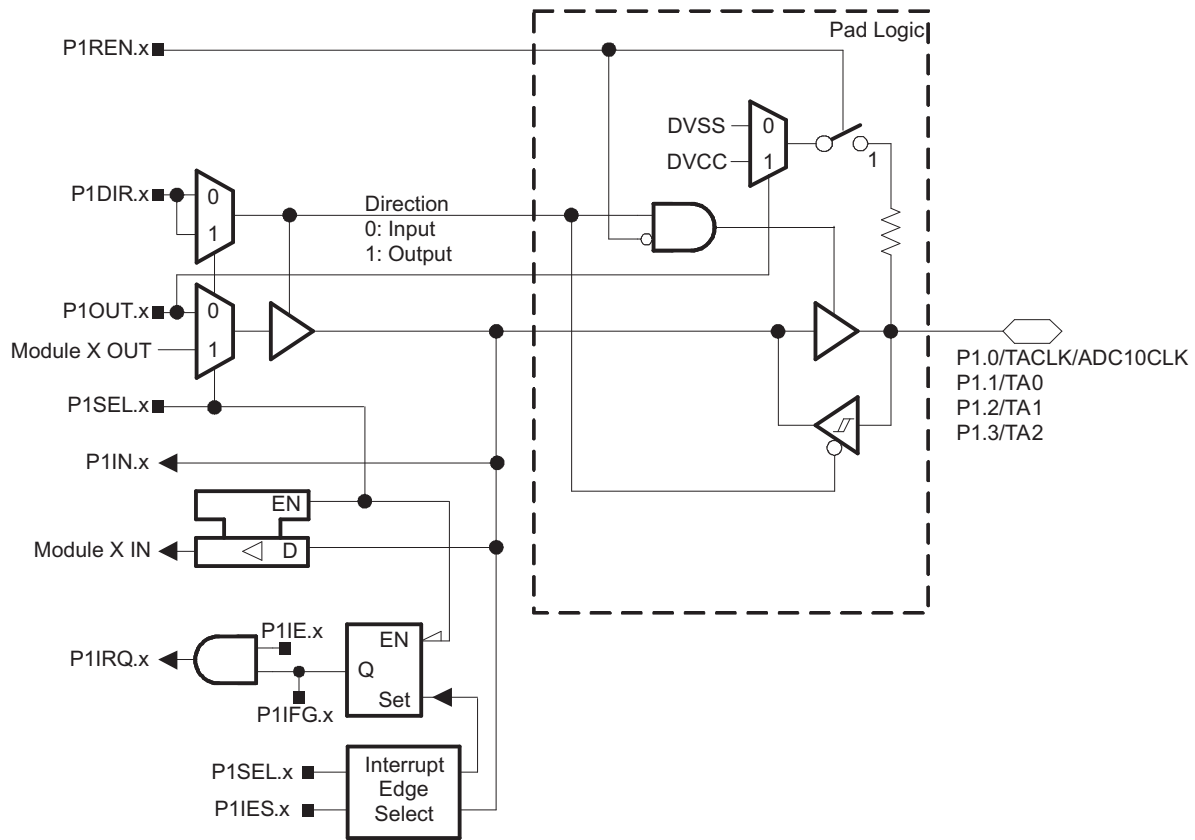 Pad Logic
P1REN.x
DVSS
0
DVCC
1
1
P1DIR.x
0
1
Direction
0: Input
1: Output
P1OUT.x
0
Module X OUT
1
P1.0/TACLK/ADC10CLK
P1.1/TA0
P1.2/TA1
P1.3/TA2
P1SEL.x
P1IN.x
EN
Module X IN
D
P1IE.x
P1IRQ.x
EN
Q
Set
P1IFG.x
P1SEL.x
P1IES.x
Interrupt
Edge
Select